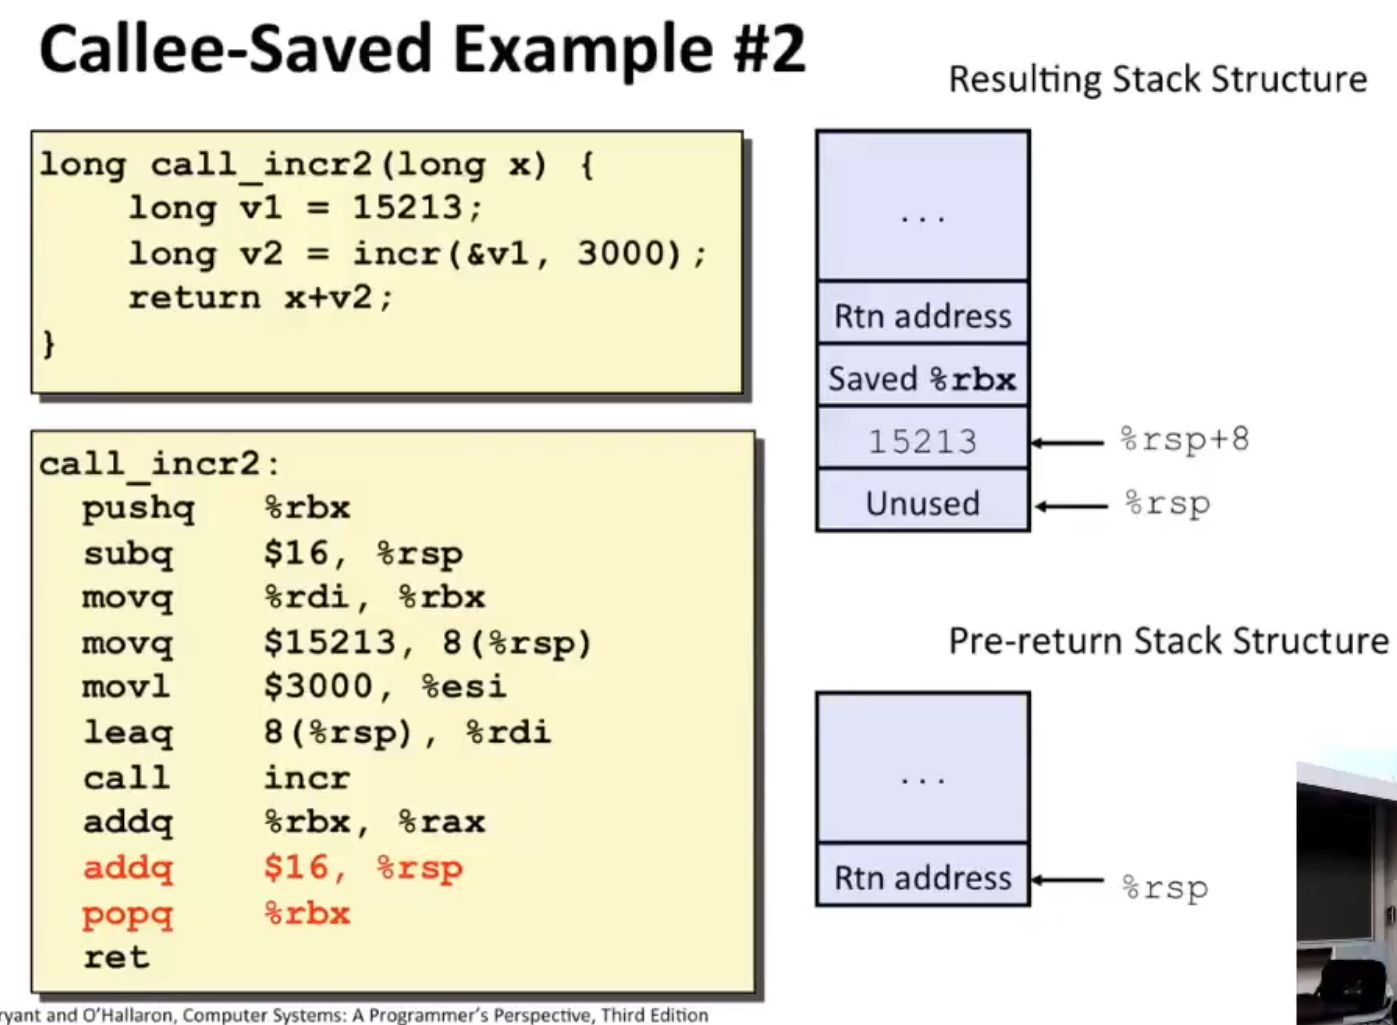 Callee-Saved Example #2
Resulting Stack Structure
long call_incr2(long x) {
    long v1 = 15213;
    long v2 = incr(&v1, 3000);
    return x+v2;
}
...
Rtn address
Saved %rbx
15213
%rsp+8
Unused
%rsp
call_incr2:
  pushq   %rbx
  subq    $16, %rsp
  movq    %rdi, %rbx
  movq    $15213, 8(%rsp)
  movl    $3000, %esi
  leaq    8(%rsp), %rdi
  call    incr
  addq    %rbx, %rax
  addq    $16, %rsp
  popq    %rbx
  ret
Pre-return Stack Structure
...
Rtn address
%rsp
ryant and O'Hallaron, Computer Systems: A Programmer's Perspective, Third Edition